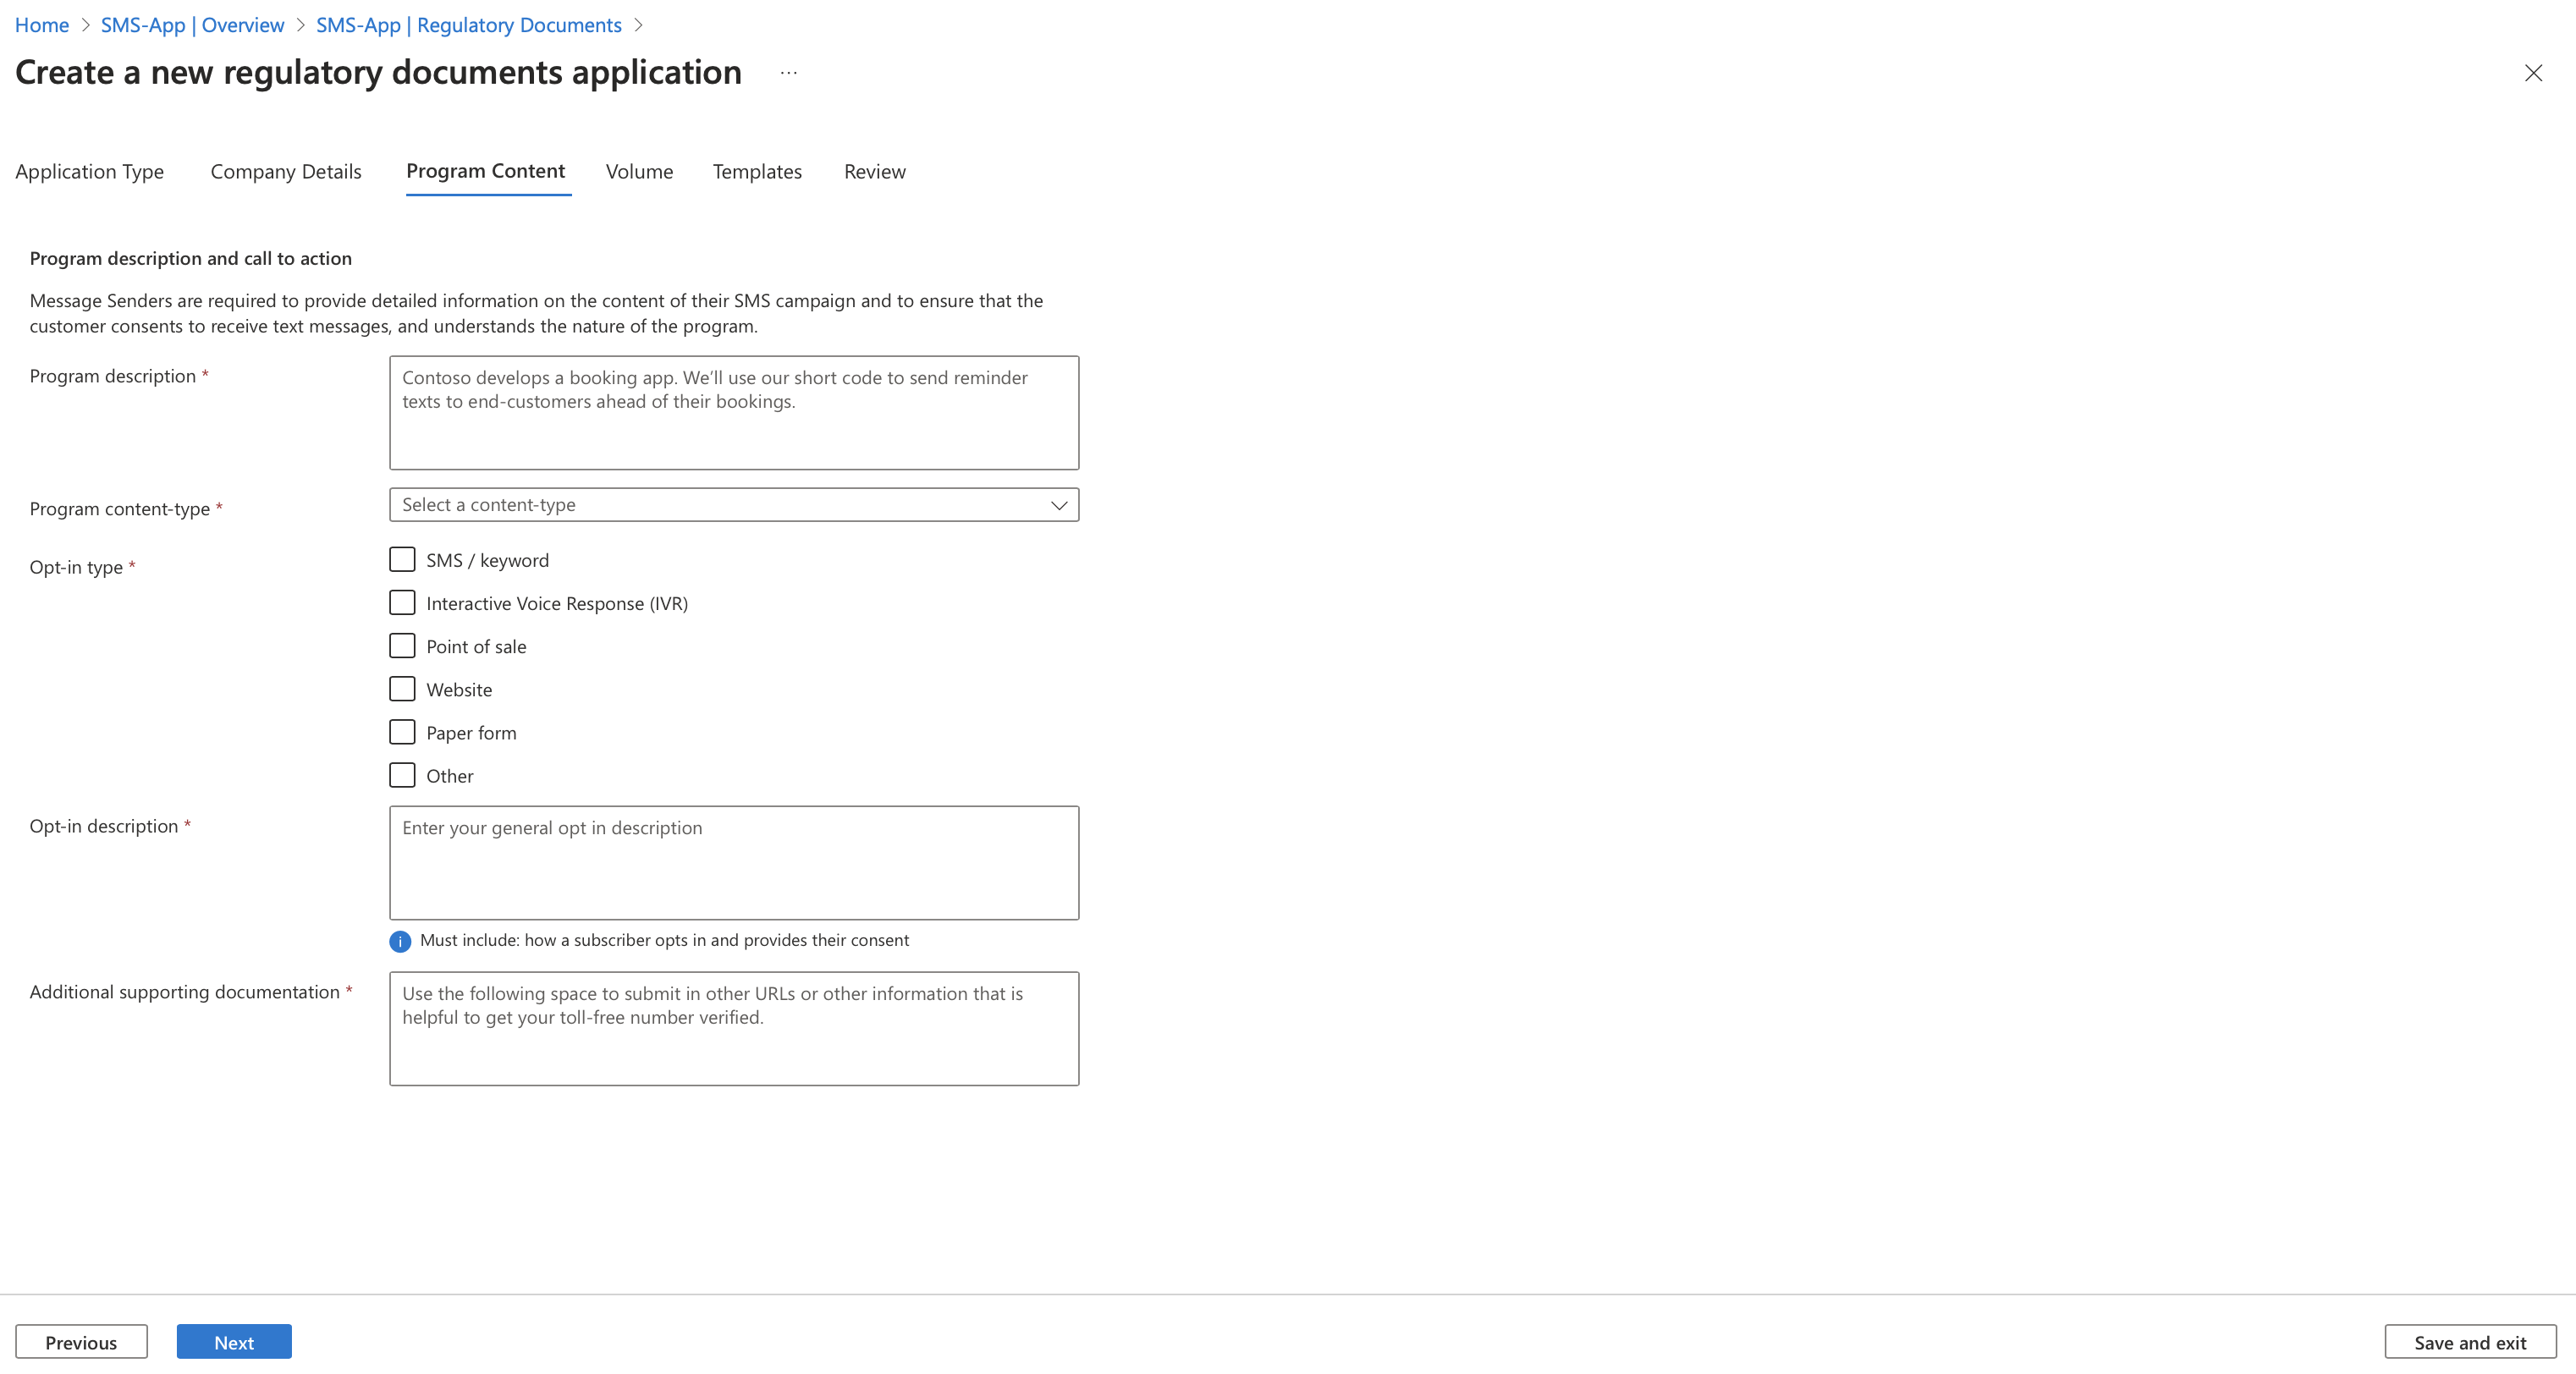 Home > SMS-App | Overview > SMS-App | Regulatory Documents >
Create a new regulatory documents application ...
Application Type Company Details Program Content Volume Templates Review
Program description and call to action
Message Senders are required to provide detailed information on the content of their SMS campaign and to ensure that the
customer consents to receive text messages, and understands the nature of the program.
Program description *
Contoso develops a booking app. We’ll use our short code to send reminder
texts to end-customers ahead of their bookings.
Program content-type *
Select a content-type
Opt-in type *
SMS / keyword
Interactive Voice Response (IVR)
Point of sale
Website
Paper form
Other
Opt-in description *
Enter your general opt in description
i Must include: how a subscriber opts in and provides their consent
Additional supporting documentation *
Use the following space to submit in other URLs or other information that is
helpful to get your toll-free number verified.
Previous Next Save and exit